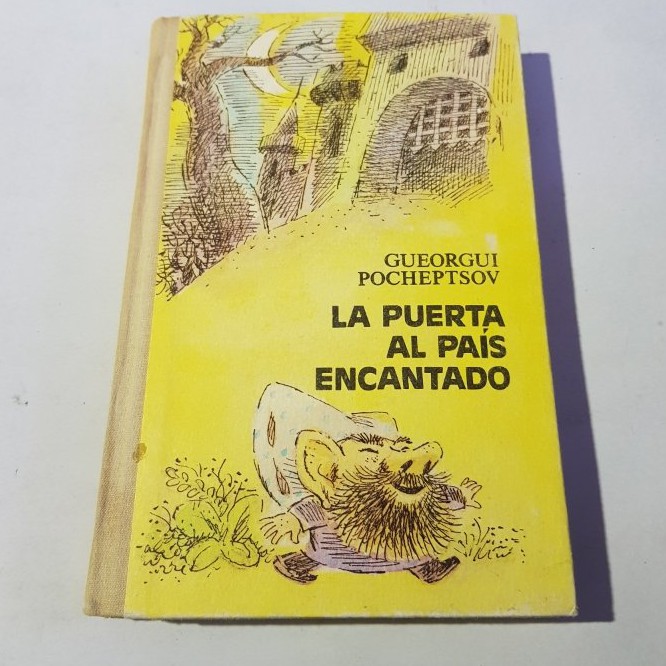 GUEORGUI
POCHEPTSOV
LA PUERTA
AL PAÍS
ENCANTADO